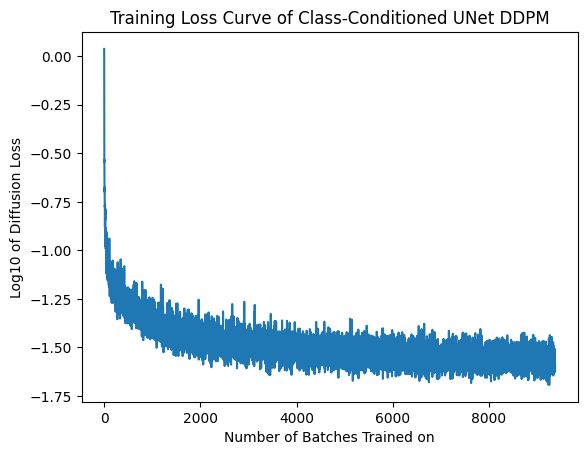 Training Loss Curve of Class-Conditioned UNet DDPM
0.00
−0.25
−0.50
−0.75
−1.00
−1.25
−1.50
−1.75
Log10 of Diffusion Loss
0 2000 4000 6000 8000
Number of Batches Trained on